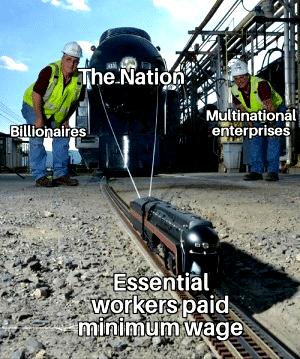 The Nation
Billionaires
Multinational
enterprises
Essential
workers paid
minimum wage